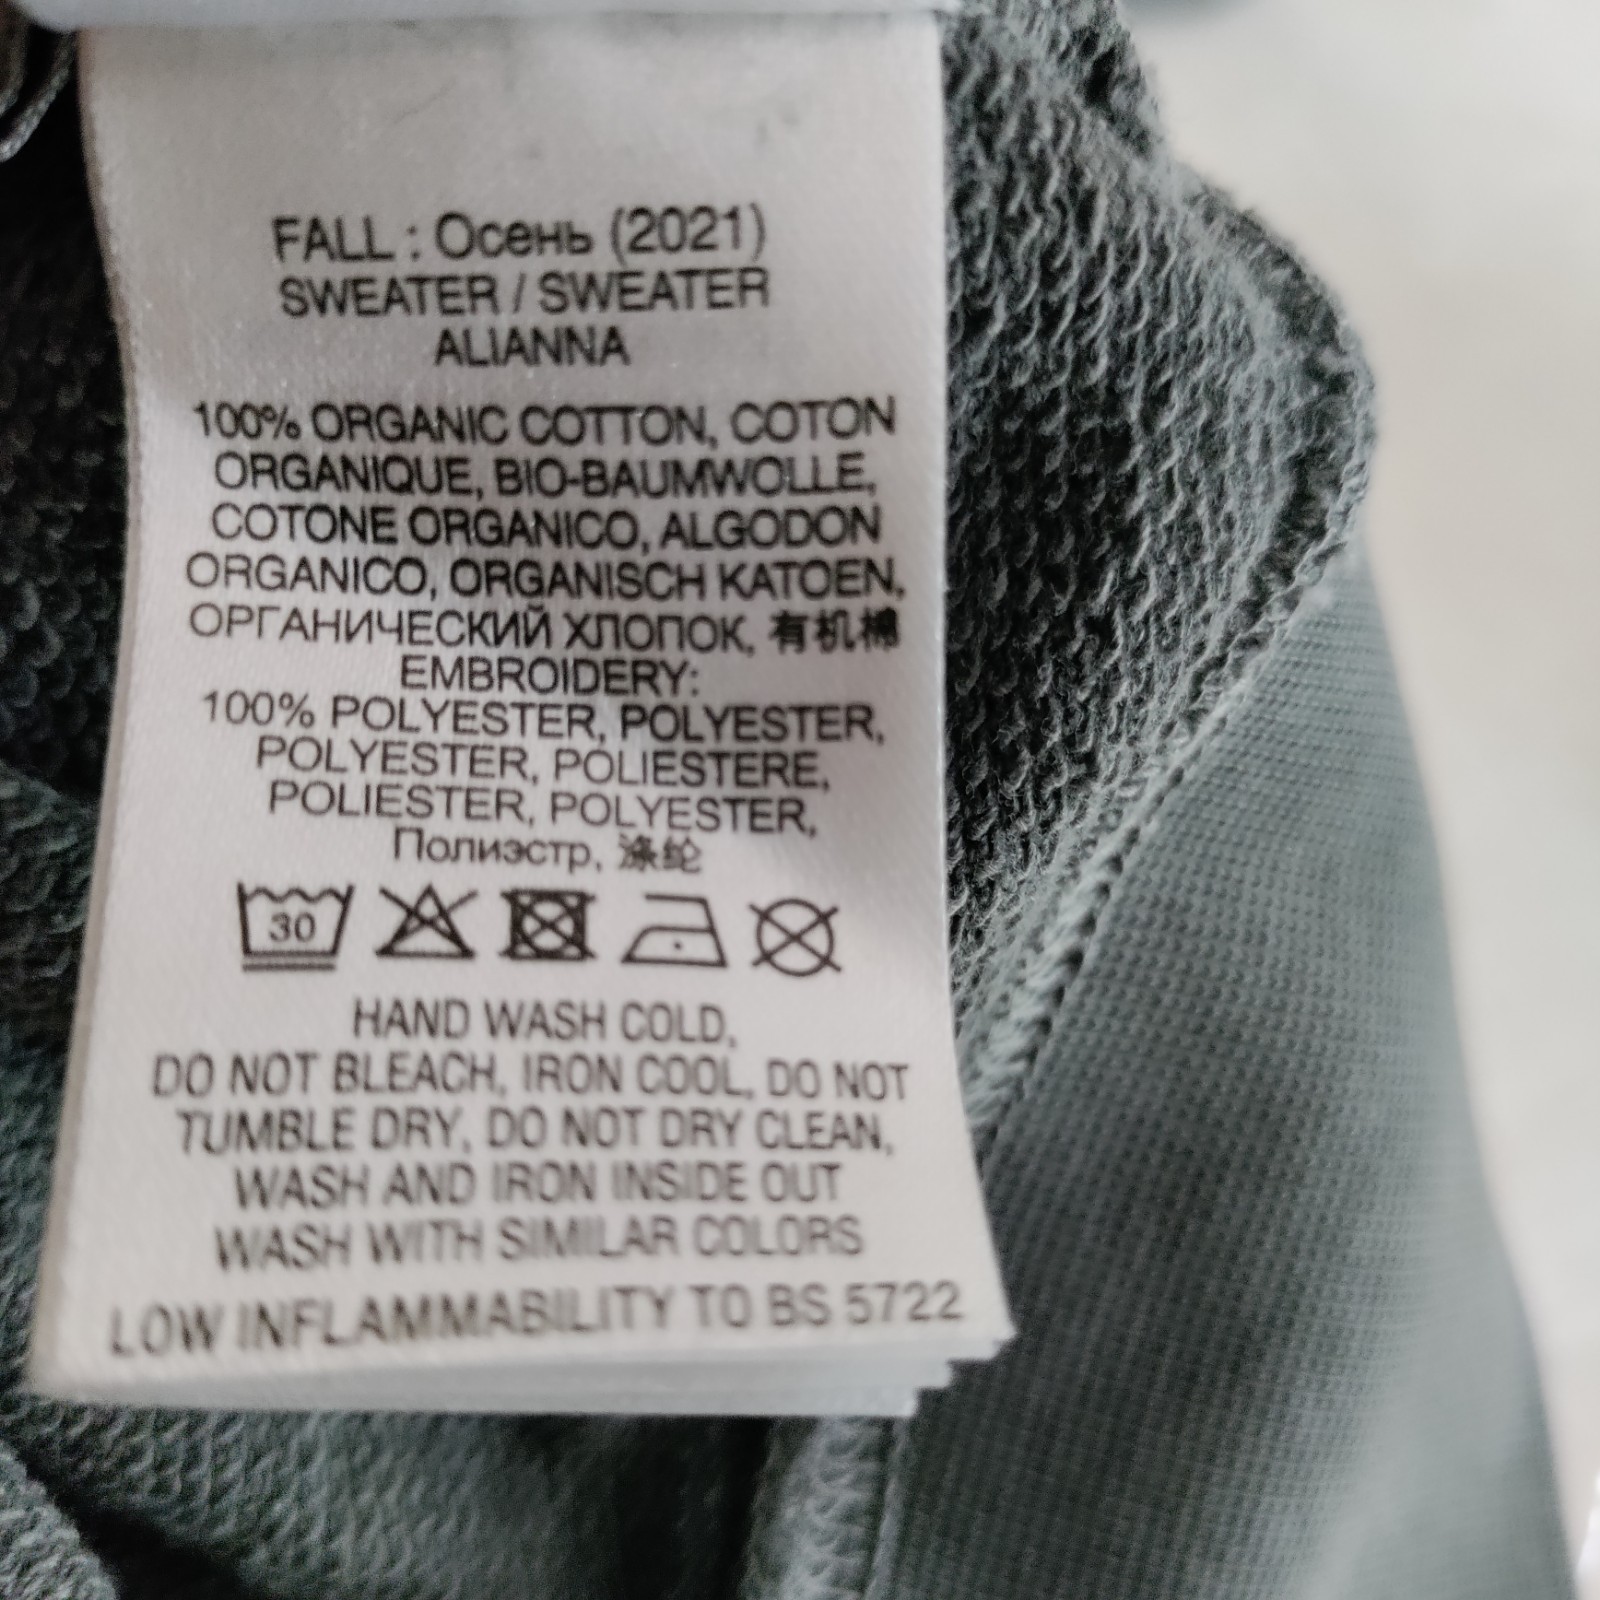 FALL : Осень (2021)
SWEATER / SWEATER
ALIANNA
100% ORGANIC COTTON, COTON
ORGANIQUE, BIO-BAUMWOLLE,
COTONE ORGANICO, ALGODON
ORGANICO, ORGANISCH KATOEN,
ОРГАНИЧЕСКИЙ ХЛОПОК, 有机棉
EMBROIDERY:
100% POLYESTER, POLYESTER,
POLYESTER, POLIESTERE,
POLIESTER, POLYESTER,
Полиэстр, 涤纶
30
HAND WASH COLD,
DO NOT BLEACH, IRON COOL, DO NOT
TUMBLE DRY, DO NOT DRY CLEAN,
WASH AND IRON INSIDE OUT
WASH WITH SIMILAR COLORS
LOW INFLAMMABILITY TO BS 5722